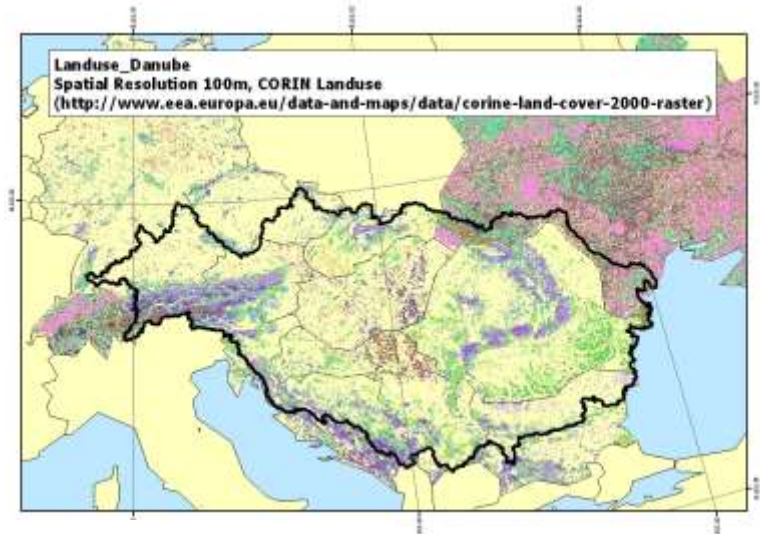 Landuse_Danube
Spatial Resolution 100m, CORIN Landuse
(http://www.eea.europa.eu/data-and-maps/data/corine-land-cover-2000-raster)